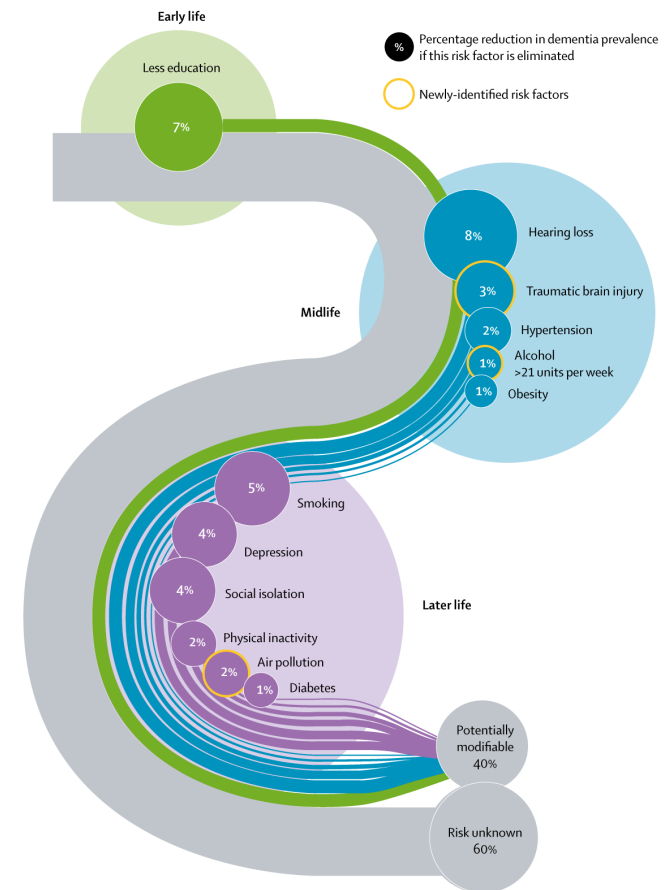 Early life
Less education
7%
%
Percentage reduction in dementia prevalence
if this risk factor is eliminated
Newly-identified risk factors
Midlife
8%
Hearing loss
3%
Traumatic brain injury
2%
Hypertension
1%
Alcohol
>21 units per week
1%
Obesity
5%
Smoking
4%
Depression
4%
Social isolation
Later life
2%
Physical inactivity
2%
Air pollution
1%
Diabetes
Potentially
modifiable
40%
Risk unknown
60%